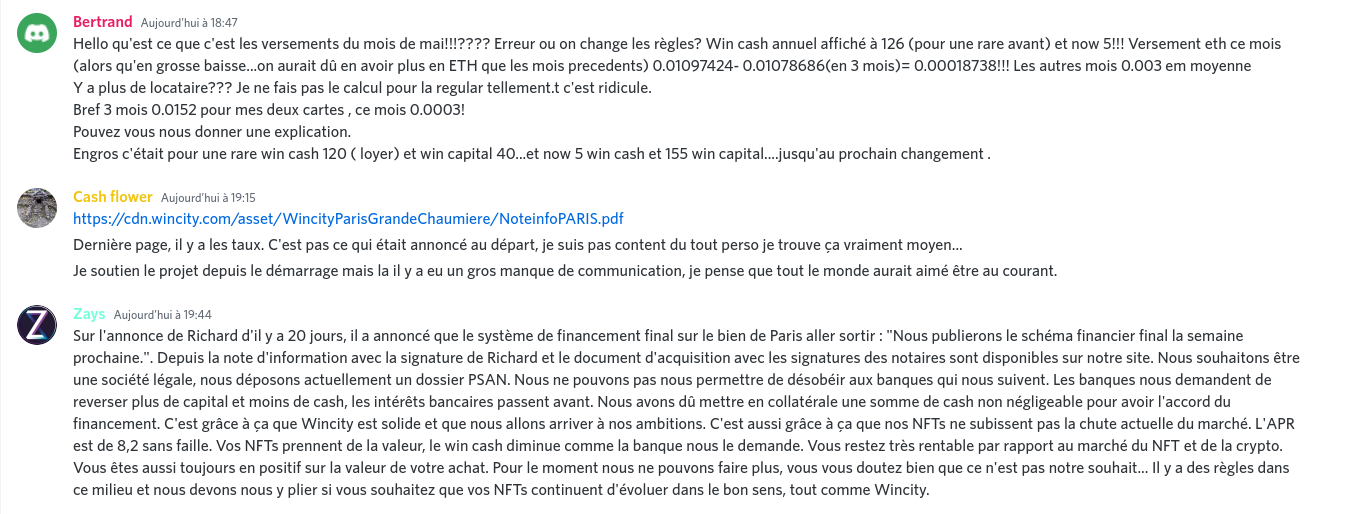 Bertrand Aujourd'hui à 18:47
Hello qu'est ce que c'est les versements du mois de mai!!!???? Erreur ou on change les règles? Win cash annuel affiché à 126 (pour une rare avant) et now 5!!! Versement eth ce mois
(alors qu'en grosse baisse...on aurait dû en avoir plus en ETH que les mois precedents) 0.01097424- 0.01078686(en 3 mois)= 0.00018738!!! Les autres mois 0.003 em moyenne
Y a plus de locataire??? Je ne fais pas le calcul pour la regular tellement.t c'est ridicule.
Bref 3 mois 0.0152 pour mes deux cartes , ce mois 0.0003!
Pouvez vous nous donner une explication.
Engros c'était pour une rare win cash 120 ( loyer) et win capital 40...et now 5 win cash et 155 win capital....jusqu'au prochain changement .
Cash flower Aujourd'hui à 19:15
https://cdn.wincity.com/asset/WincityParisGrandeChaumiere/NoteinfoPARIS.pdf
Dernière page, il y a les taux. C'est pas ce qui était annoncé au départ, je suis pas content du tout perso je trouve ça vraiment moyen...
Je soutien le projet depuis le démarrage mais la il y a eu un gros manque de communication, je pense que tout le monde aurait aimé être au courant.
Zays Aujourd'hui à 19:44
Sur l'annonce de Richard d'il y a 20 jours, il a annoncé que le système de financement final sur le bien de Paris aller sortir : "Nous publierons le schéma financier final la semaine
prochaine.". Depuis la note d'information avec la signature de Richard et le document d'acquisition avec les signatures des notaires sont disponibles sur notre site. Nous souhaitons être
une société légale, nous déposons actuellement un dossier PSAN. Nous ne pouvons pas nous permettre de désobéir aux banques qui nous suivent. Les banques nous demandent de
reverser plus de capital et moins de cash, les intérêts bancaires passent avant. Nous avons dû mettre en collatérale une somme de cash non négligeable pour avoir l'accord du
financement. C'est grâce à ça que Wincity est solide et que nous allons arriver à nos ambitions. C'est aussi grâce à ça que nos NFTs ne subissent pas la chute actuelle du marché. L'APR
est de 8,2 sans faille. Vos NFTs prennent de la valeur, le win cash diminue comme la banque nous le demande. Vous restez très rentable par rapport au marché du NFT et de la crypto.
Vous êtes aussi toujours en positif sur la valeur de votre achat. Pour le moment nous ne pouvons faire plus, vous vous doutez bien que ce n'est pas notre souhait... Il y a des règles dans
ce milieu et nous devons nous y plier si vous souhaitez que vos NFTs continuent d'évoluer dans le bon sens, tout comme Wincity.